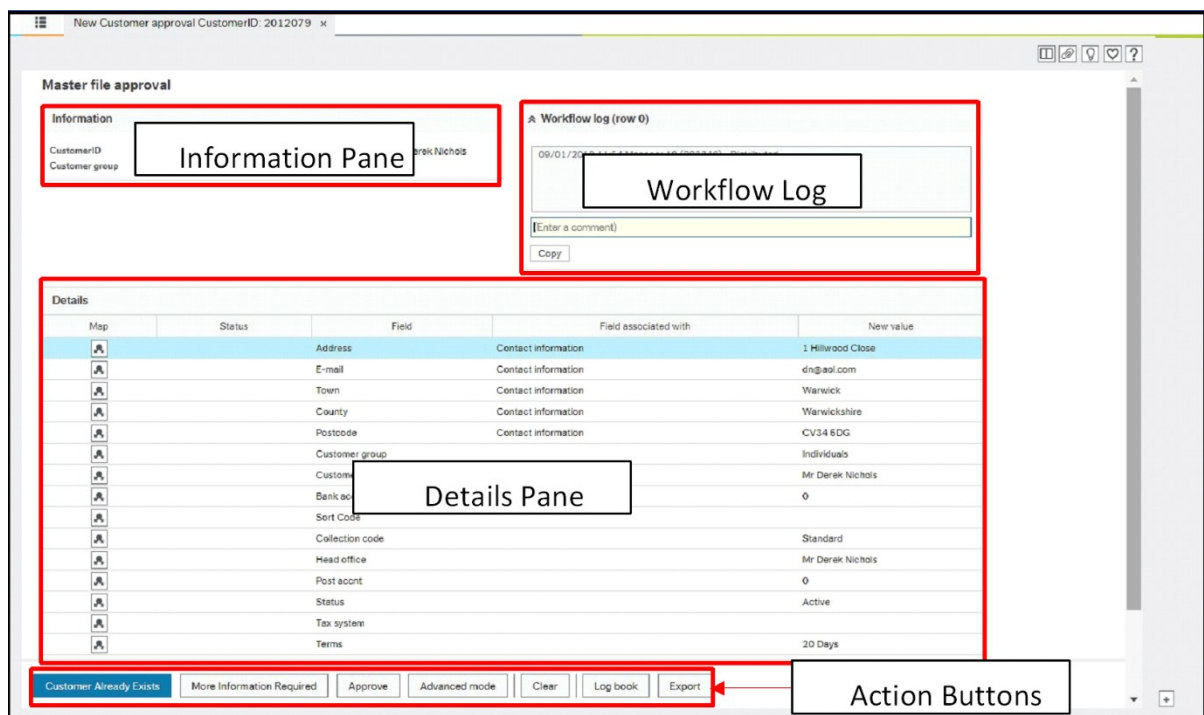 New Customer approval CustomerID: 2012079 ×
?
Master file approval
Information
CustomerID
Customer group
Nichols
Information Pane
Workflow log (row 0)
Workflow Log
(Enter a comment)
Copy
Details
Map Status Field Field associated with New value
Address Contact information 1 Hillwood Close
E-mail Contact information dn@aol.com
Town Contact information Warwick
County Contact information Warwickshire
Postcode Contact information CV34 6DG
Customer group Individuals
Mr Derek Nichols
Bank 0
Sort Code
Collection code Standard
Head office Mr Derek Nichols
Post accnt 0
Status Active
Tax system
Terms 20 Days
Details Pane
Customer Already Exists More Information Required Approve Advanced mode Clear Log book Export
Action Buttons